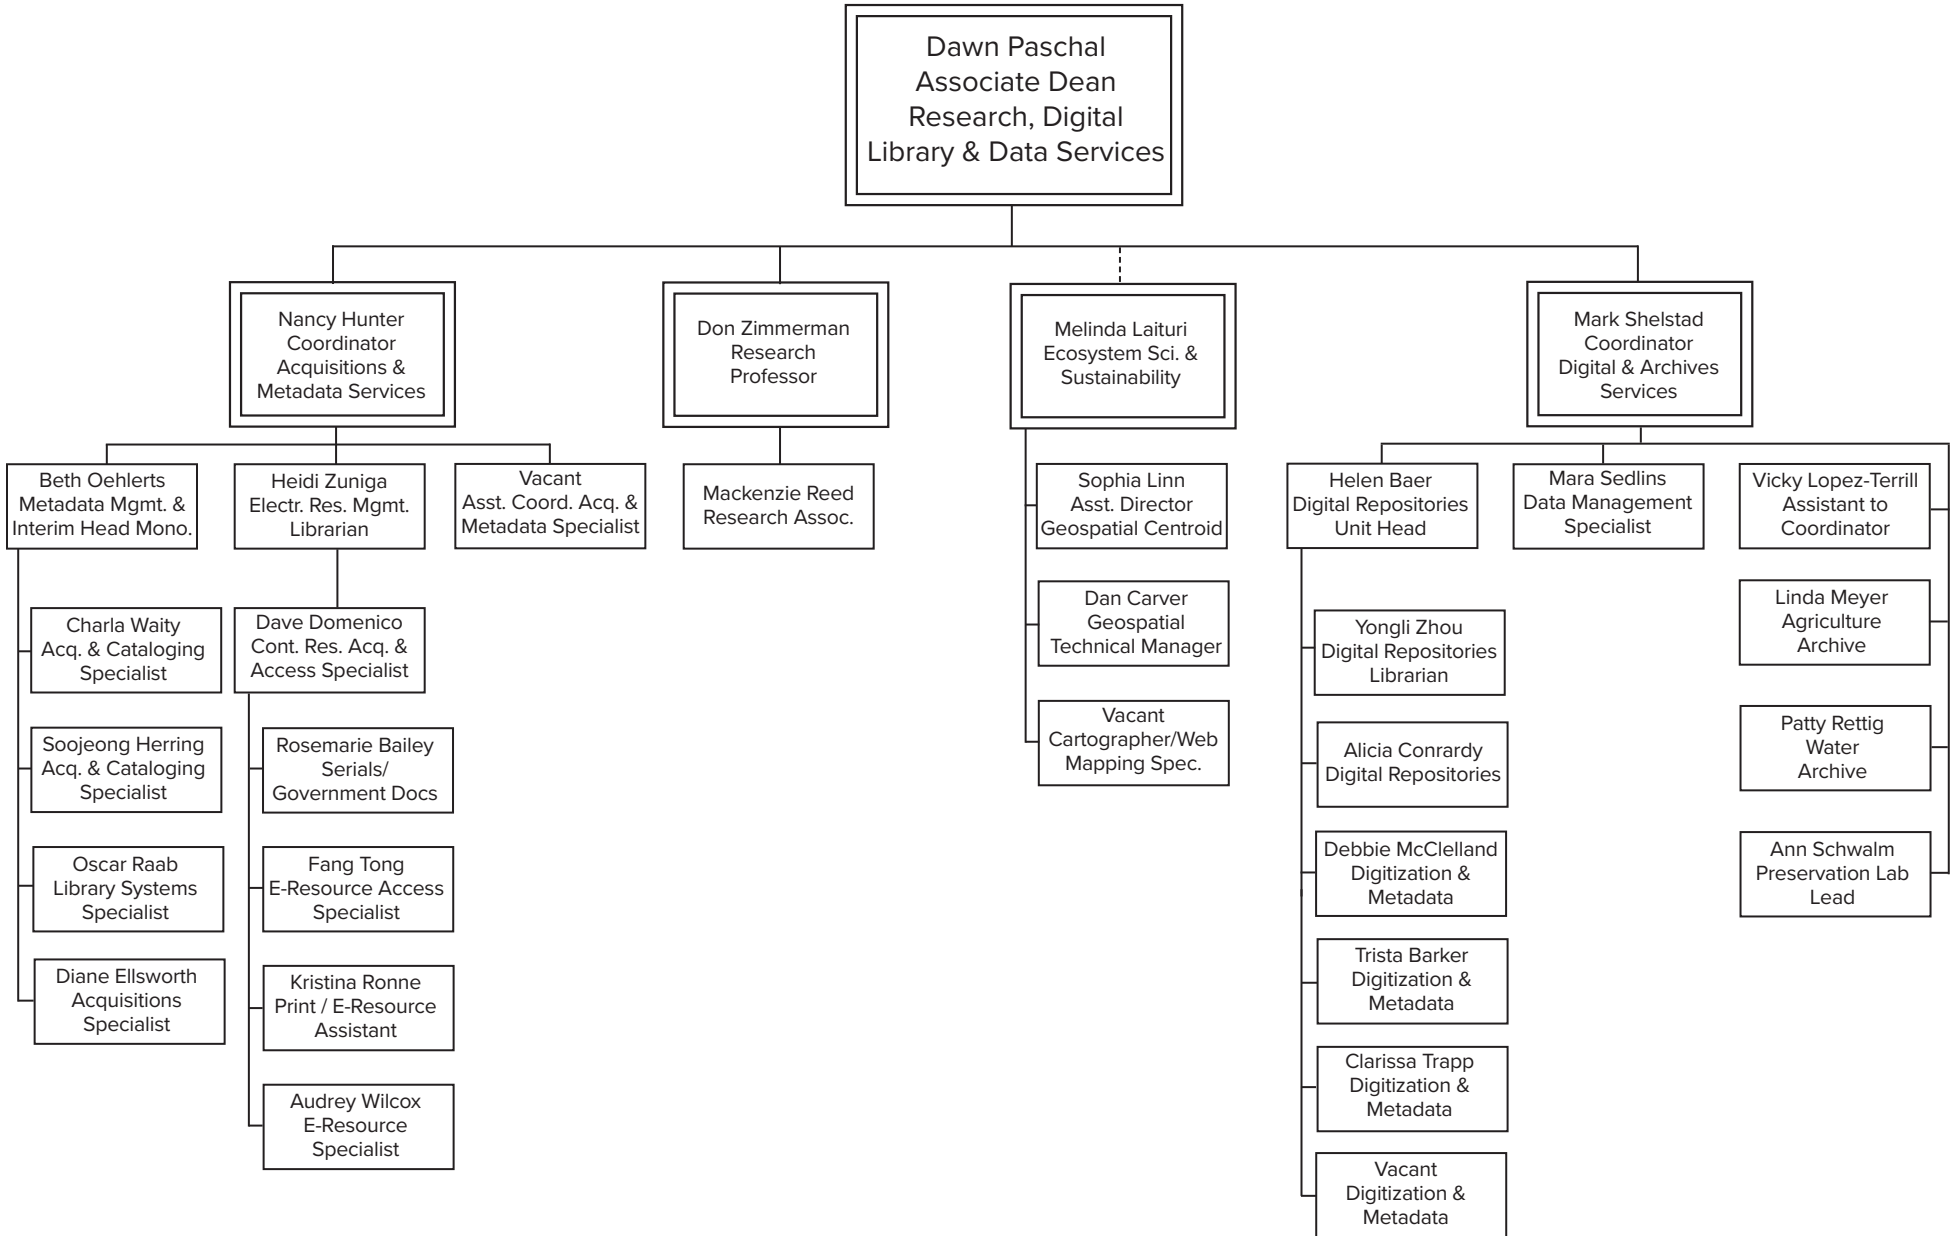 Dawn Paschal
Associate Dean
Research, Digital
Library & Data Services
Nancy Hunter
Coordinator
Acquisitions &
Metadata Services
Don Zimmerman
Research
Professor
Melinda Laituri
Ecosystem Sci. &
Sustainability
Mark Shelstad
Coordinator
Digital & Archives
Services
Beth Oehlerts
Metadata Mgmt. &
Interim Head Mono.
Heidi Zuniga
Electr. Res. Mgmt.
Librarian
Vacant
Asst. Coord. Acq. &
Metadata Specialist
Mackenzie Reed
Research Assoc.
Sophia Linn
Asst. Director
Geospatial Centroid
Helen Baer
Digital Repositories
Unit Head
Mara Sedlins
Data Management
Specialist
Vicky Lopez-Terrill
Assistant to
Coordinator
Charla Waity
Acq. & Cataloging
Specialist
Dave Domenico
Cont. Res. Acq. &
Access Specialist
Dan Carver
Geospatial
Technical Manager
Yongli Zhou
Digital Repositories
Librarian
Linda Meyer
Agriculture
Archive
Soojeong Herring
Acq. & Cataloging
Specialist
Rosemarie Bailey
Serials/
Government Docs
Vacant
Cartographer/Web
Mapping Spec.
Alicia Conrardy
Digital Repositories
Patty Rettig
Water
Archive
Oscar Raab
Library Systems
Specialist
Fang Tong
E-Resource Access
Specialist
Debbie McClelland
Digitization &
Metadata
Ann Schwalm
Preservation Lab
Lead
Diane Ellsworth
Acquisitions
Specialist
Kristina Ronne
Print / E-Resource
Assistant
Trista Barker
Digitization &
Metadata
Audrey Wilcox
E-Resource
Specialist
Clarissa Trapp
Digitization &
Metadata
Vacant
Digitization &
Metadata